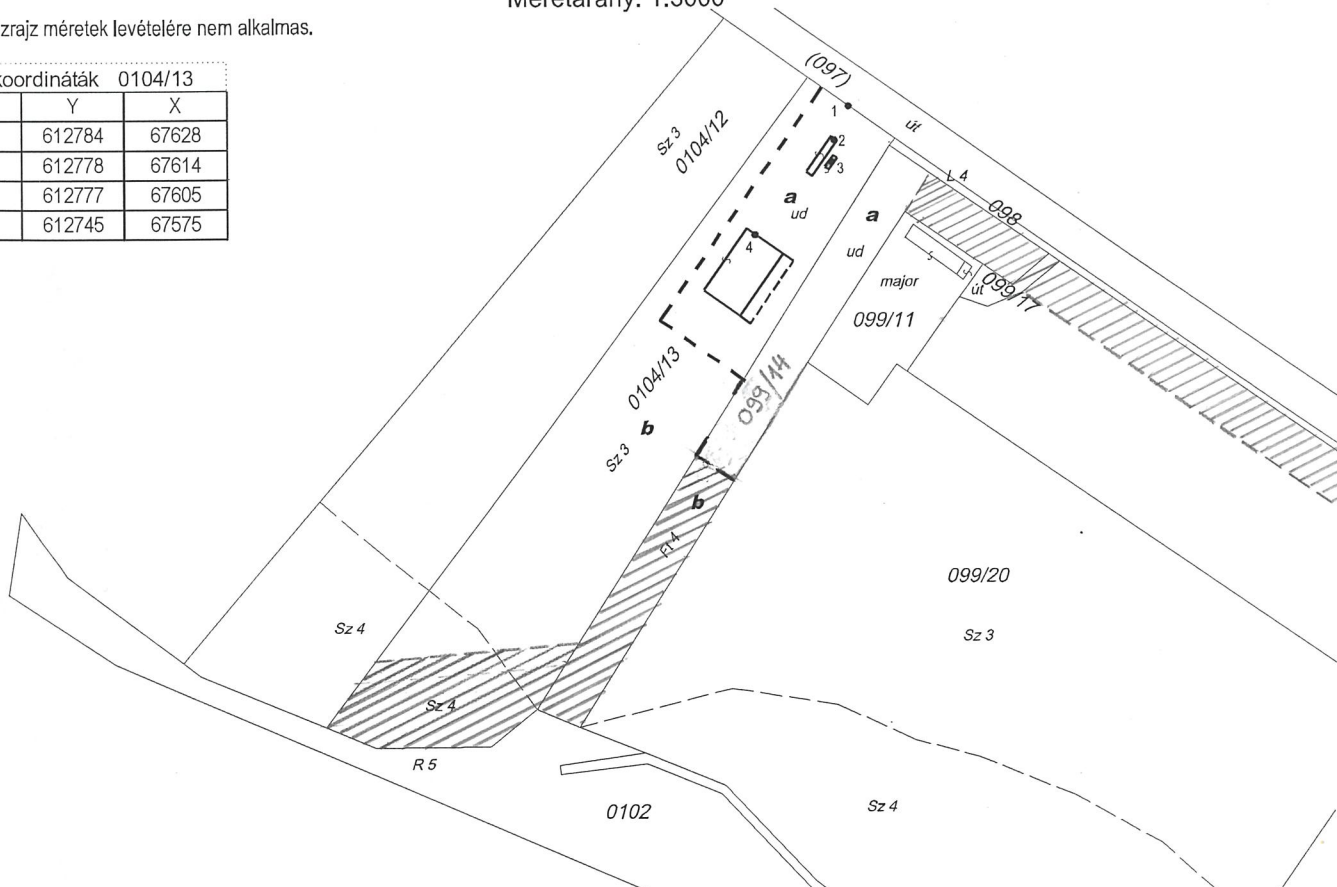 Méretarány: 1:3000
zrajz méretek levételére nem alkalmas.
koordináták 0104/13
Y X
612784 67628
612778 67614
612777 67605
612745 67575
(097)
1
út
Sz 3
0104/12
2
3
L 4
098
a
ud
a
ud
4
major
099/11
út
099/17
0104/13
099/14
b
Sz 3
b
Ft 4
099/20
Sz 3
Sz 4
Sz 4
R 5
0102
Sz 4